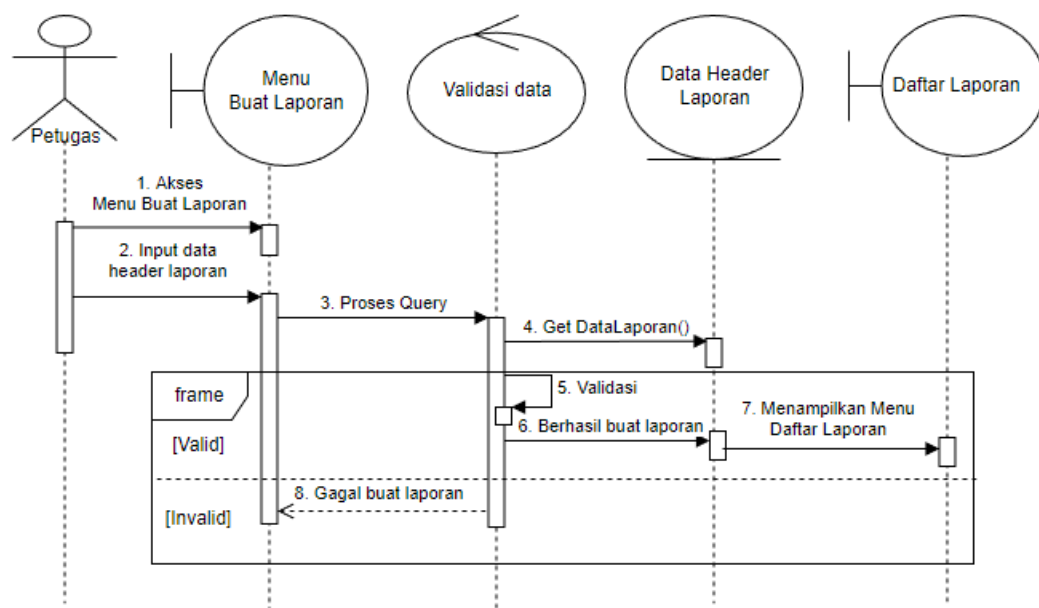 Petugas
Menu
Buat Laporan
Validasi data
Data Header
Laporan
Daftar Laporan
1. Akses
Menu Buat Laporan
2. Input data
header laporan
3. Proses Query
4. Get DataLaporan()
frame
5. Validasi
[Valid]
6. Berhasil buat laporan
7. Menampilkan Menu
Daftar Laporan
8. Gagal buat laporan
[Invalid]